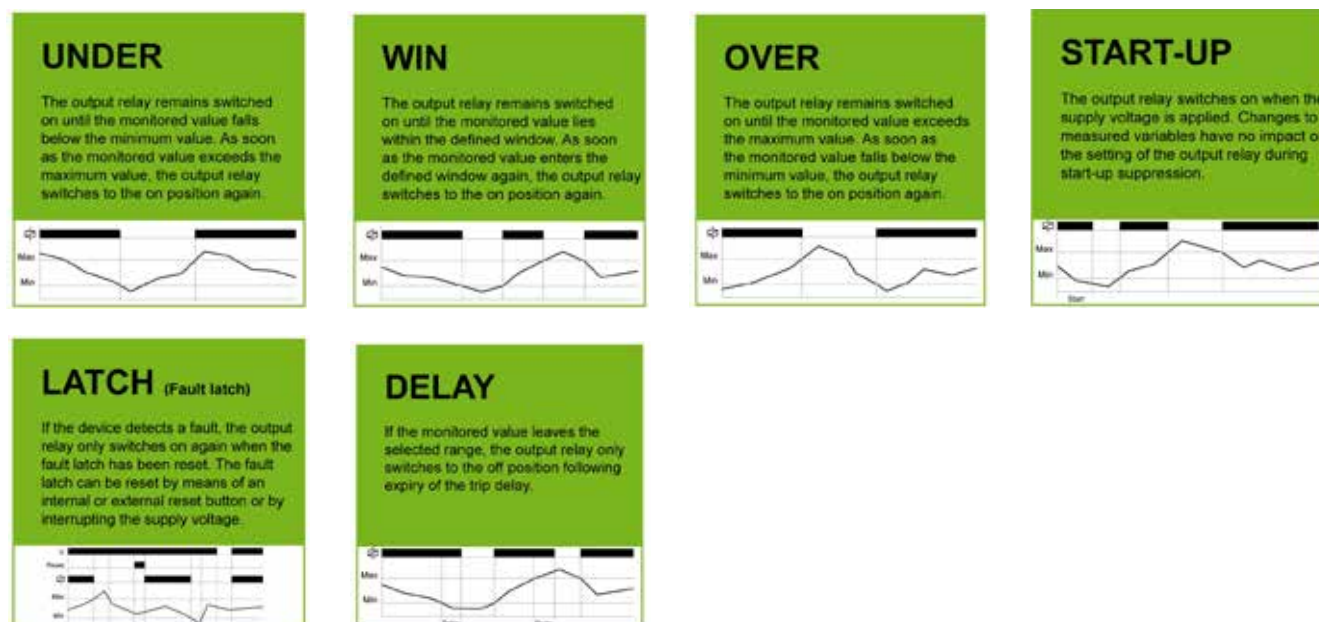 UNDER
The output relay remains switched
on until the monitored value falls
below the minimum value. As soon
as the monitored value exceeds the
maximum value, the output relay
switches to the on position again.
Max
Min
WIN
The output relay remains switched
on until the monitored value lies
within the defined window. As soon
as the monitored value enters the
defined window again, the output relay
switches to the on position again.
Max
Min
OVER
The output relay remains switched
on until the monitored value exceeds
the maximum value. As soon as
the monitored value falls below the
minimum value, the output relay
switches to the on position again.
Max
Min
START-UP
The output relay switches on when the
supply voltage is applied. Changes to
measured variables have no impact o
the setting of the output relay during
start-up suppression.
Max
Min
Start
LATCH (Fault latch)
If the device detects a fault, the output
relay only switches on again when the
fault latch has been reset. The fault
latch can be reset by means of an
internal or external reset button or by
interrupting the supply voltage.
Reset
Max
Min
DELAY
If the monitored value leaves the
selected range, the output relay only
switches to the off position following
expiry of the trip delay.
Max
Min